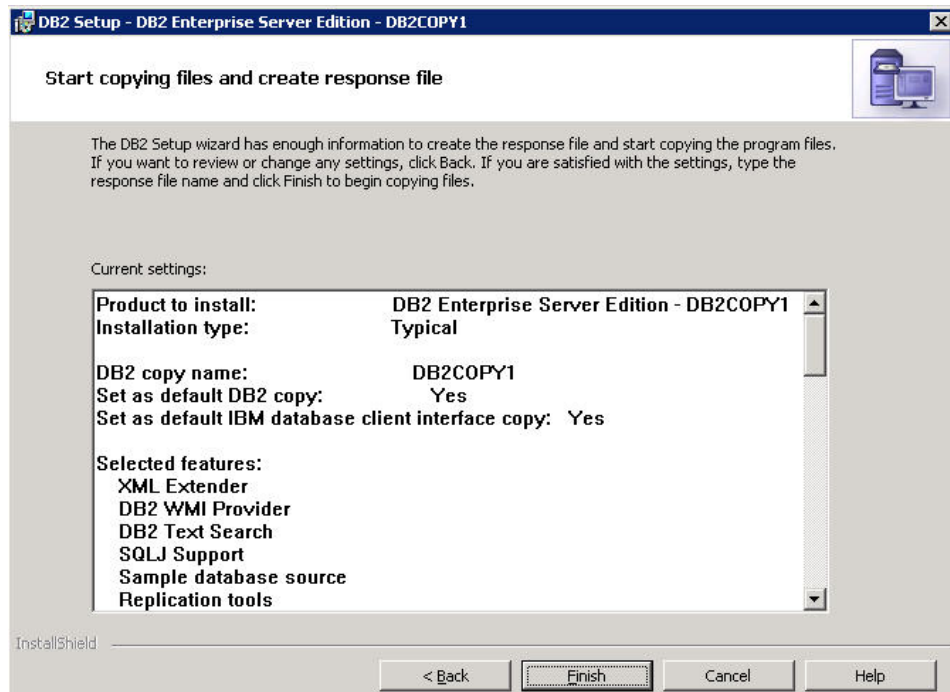 DB2 Setup - DB2 Enterprise Server Edition - DB2COPY1
Start copying files and create response file
The DB2 Setup wizard has enough information to create the response file and start copying the program files.
If you want to review or change any settings, click Back. If you are satisfied with the settings, type the
response file name and click Finish to begin copying files.
Current settings:
Product to install: DB2 Enterprise Server Edition - DB2COPY1
Installation type: Typical
DB2 copy name: DB2COPY1
Set as default DB2 copy: Yes
Set as default IBM database client interface copy: Yes
Selected features:
XML Extender
DB2 WMI Provider
DB2 Text Search
SQLJ Support
Sample database source
Replication tools
InstallShield
< Back Finish Cancel Help